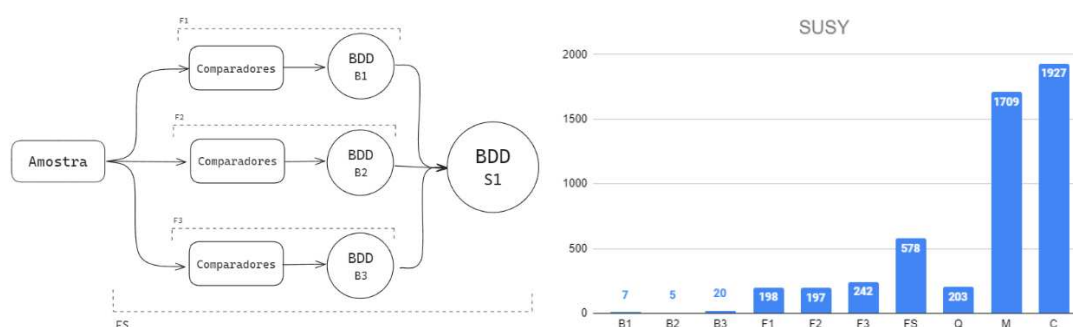 F1
Comparadores
BDD
B1
F2
Amostra
Comparadores
BDD
B2
BDD
S1
F3
Comparadores
BDD
B3
FS
SUSY
2000
1500
1000
500
0
7
5
20
198
197
242
578
203
1709
1927
B1
B2
B3
F1
F2
F3
FS
Q
M
C